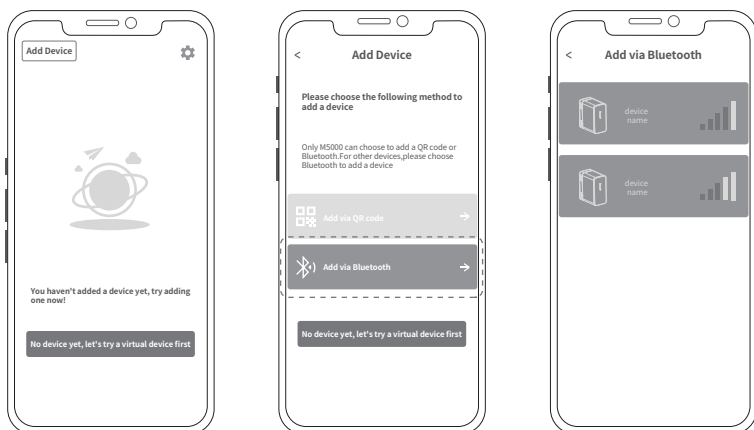 Add Device
You haven't added a device yet, try adding
one now!
No device yet, let's try a virtual device first
<
Add Device
Please choose the following method to
add a device
Only M5000 can choose to add a QR code or
Bluetooth.For other devices,please choose
Bluetooth to add a device
Add via QR code
Add via Bluetooth
No device yet, let's try a virtual device first
<
Add via Bluetooth
device
name
device
name